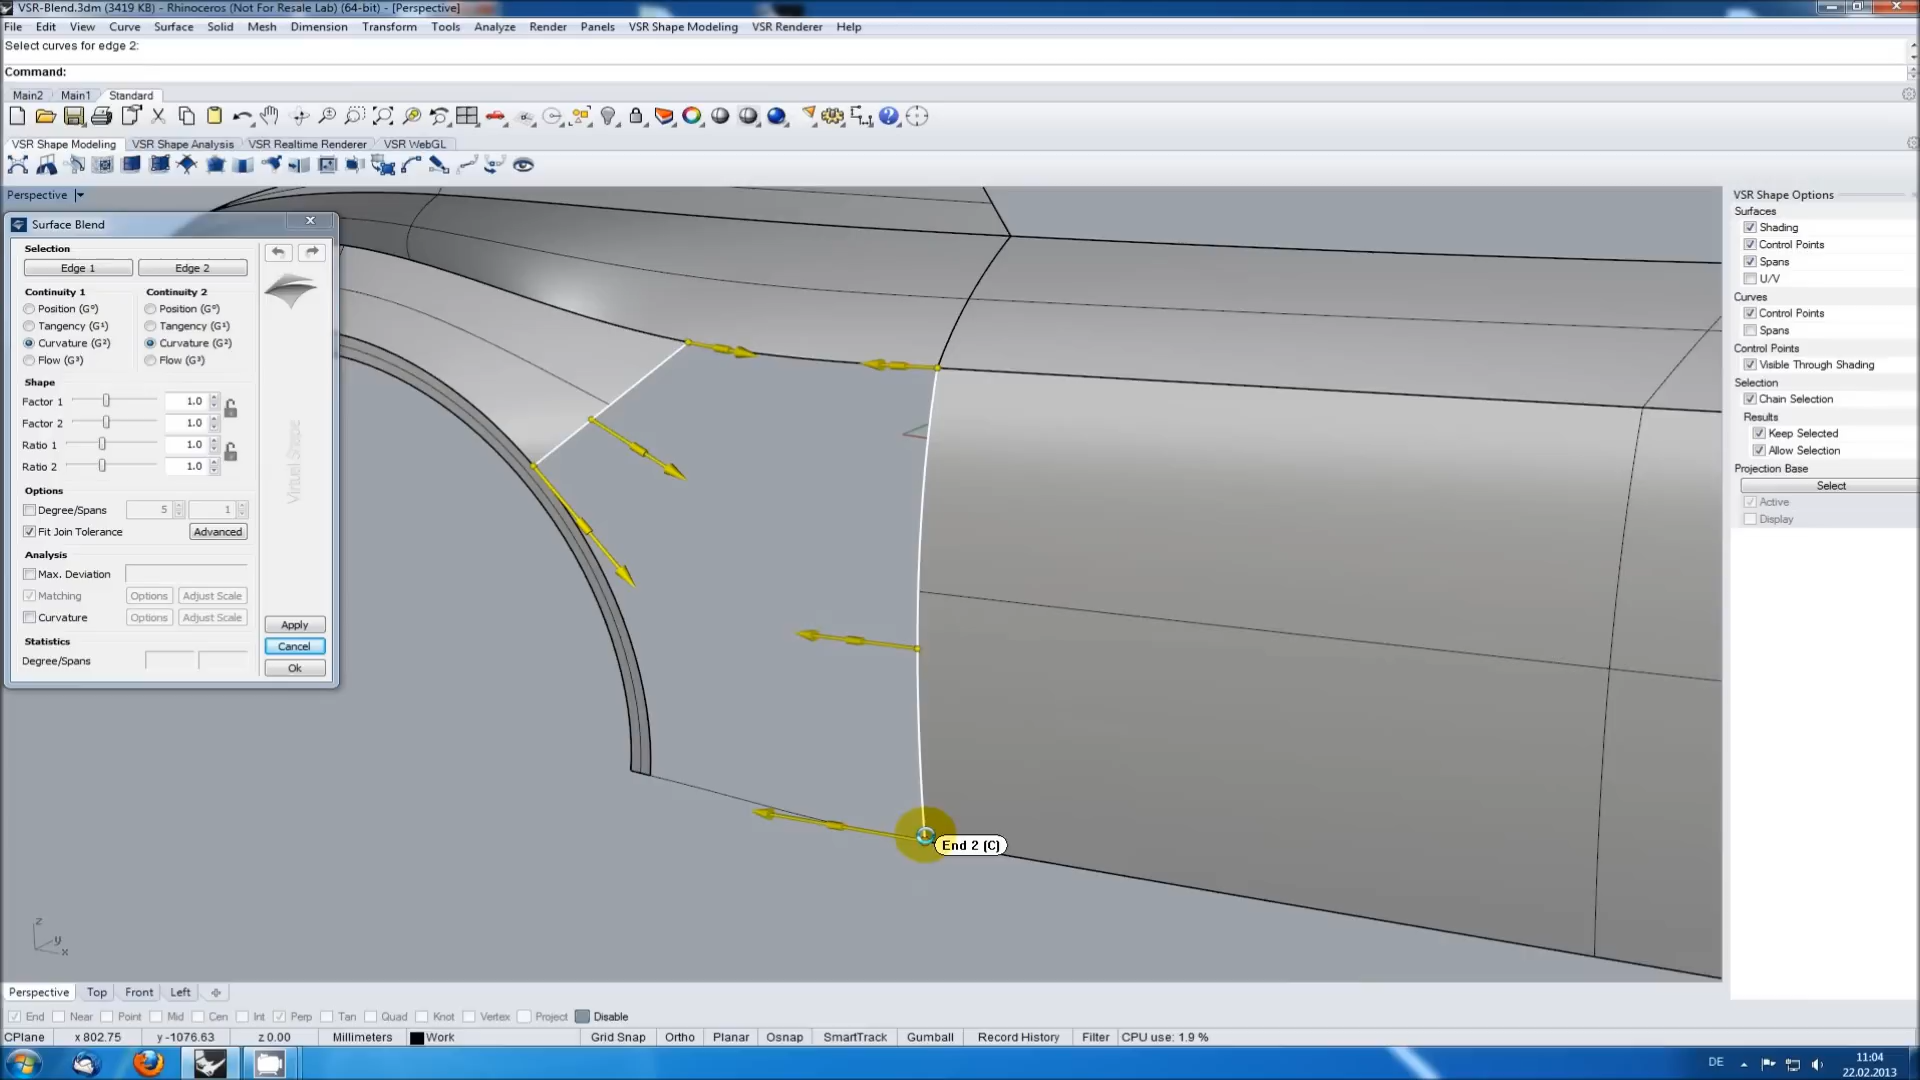 VSR-Blend.3dm (3419 KB) - Rhinoceros (Not For Resale Lab) (64-bit) - [Perspective]
File Edit View Curve Surface Solid Mesh Dimension Transform Tools Analyze Render Panels VSR Shape Modeling VSR Renderer Help
Select curves for edge 2:
Command:
Main2 Main1 Standard
VSR Shape Modeling VSR Shape Analysis VSR Realtime Renderer VSR WebGL
Perspective
VSR Shape Options
Surfaces
Shading
Control Points
Spans
U/V
Curves
Control Points
Spans
Control Points
Visible Through Shading
Selection
Chain Selection
Results
Keep Selected
Allow Selection
Projection Base
Select
Active
Display
Surface Blend
Selection
Edge 1 Edge 2
Continuity 1 Continuity 2
Position (G⁰) Position (G⁰)
Tangency (G¹) Tangency (G¹)
Curvature (G²) Curvature (G²)
Flow (G³) Flow (G³)
Shape
Factor 1 1.0
Factor 2 1.0
Ratio 1 1.0
Ratio 2 1.0
Options
Degree/Spans 5 1
Fit Join Tolerance Advanced
Analysis
Max. Deviation
Matching Options Adjust Scale
Curvature Options Adjust Scale
Statistics
Degree/Spans
Virtual Shape
Apply
Cancel
Ok
End 2 (C)
z
y
x
Perspective Top Front Left
End Near Point Mid Cen Int Perp Tan Quad Knot Vertex Project Disable
CPlane x 802.75 y -1076.63 z 0.00 Millimeters Work Grid Snap Ortho Planar Osnap SmartTrack Gumball Record History Filter CPU use: 1.9 %
DE
11:04
22.02.2013